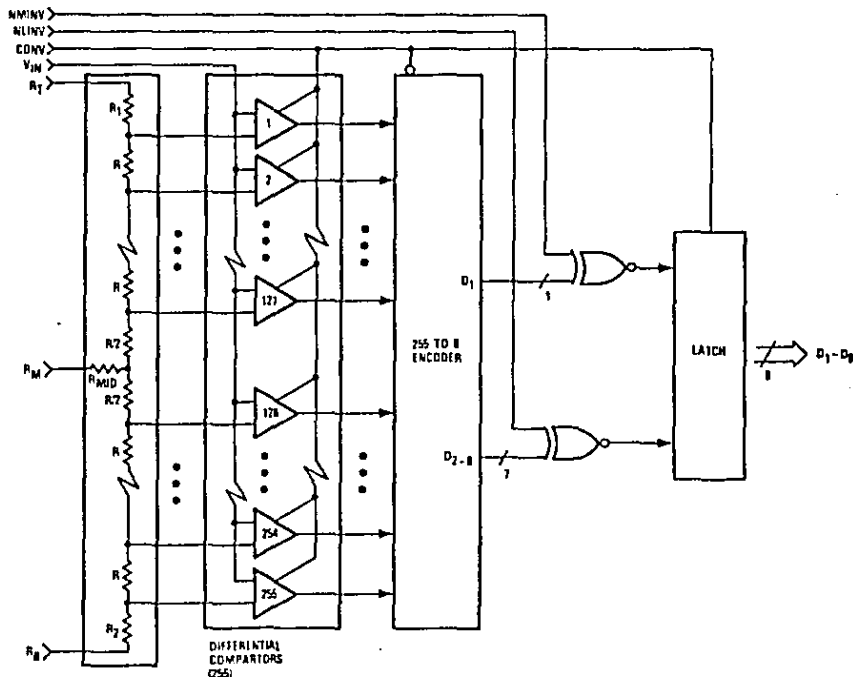 NMINV
NLINV
CONV
VIN
RT
R1
R
R
R/2
RM
RMID
R/2
R
R
R2
RB
1
2
127
128
254
255
DIFFERENTIAL
COMPARTORS
(255)
255 TO 8
ENCODER
D1
1
D2-8
7
LATCH
8
D1-D8